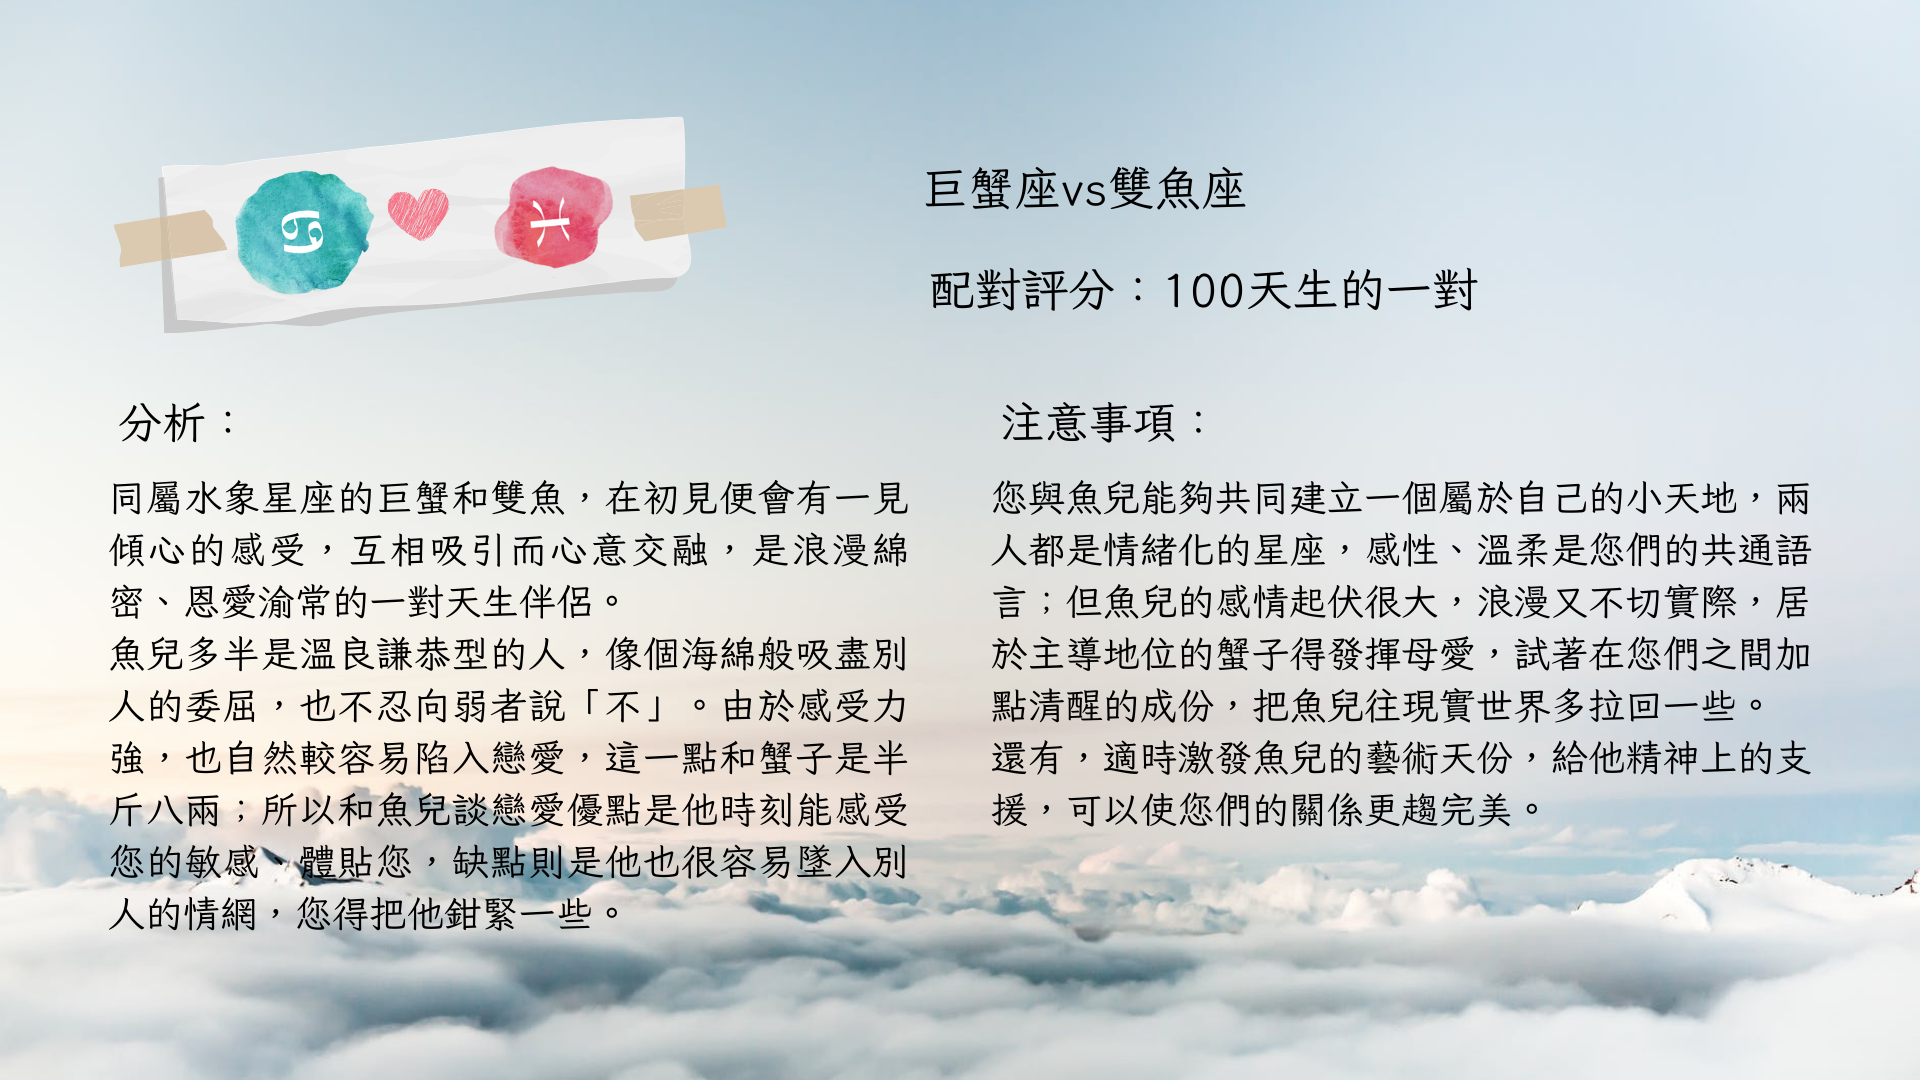 ♋ ♓
巨蟹座vs雙魚座
配對評分：100天生的一對
分析：
同屬水象星座的巨蟹和雙魚，在初見便會有一見
傾心的感受，互相吸引而心意交融，是浪漫綿
密、恩愛渝常的一對天生伴侶。
魚兒多半是溫良謙恭型的人，像個海綿般吸盡別
人的委屈，也不忍向弱者說「不」。由於感受力
強，也自然較容易陷入戀愛，這一點和蟹子是半
斤八兩；所以和魚兒談戀愛優點是他時刻能感受
您的敏感、體貼您，缺點則是他也很容易墜入別
人的情網，您得把他鉗緊一些。
注意事項：
您與魚兒能夠共同建立一個屬於自己的小天地，兩
人都是情緒化的星座，感性、溫柔是您們的共通語
言；但魚兒的感情起伏很大，浪漫又不切實際，居
於主導地位的蟹子得發揮母愛，試著在您們之間加
點清醒的成份，把魚兒往現實世界多拉回一些。
還有，適時激發魚兒的藝術天份，給他精神上的支
援，可以使您們的關係更趨完美。